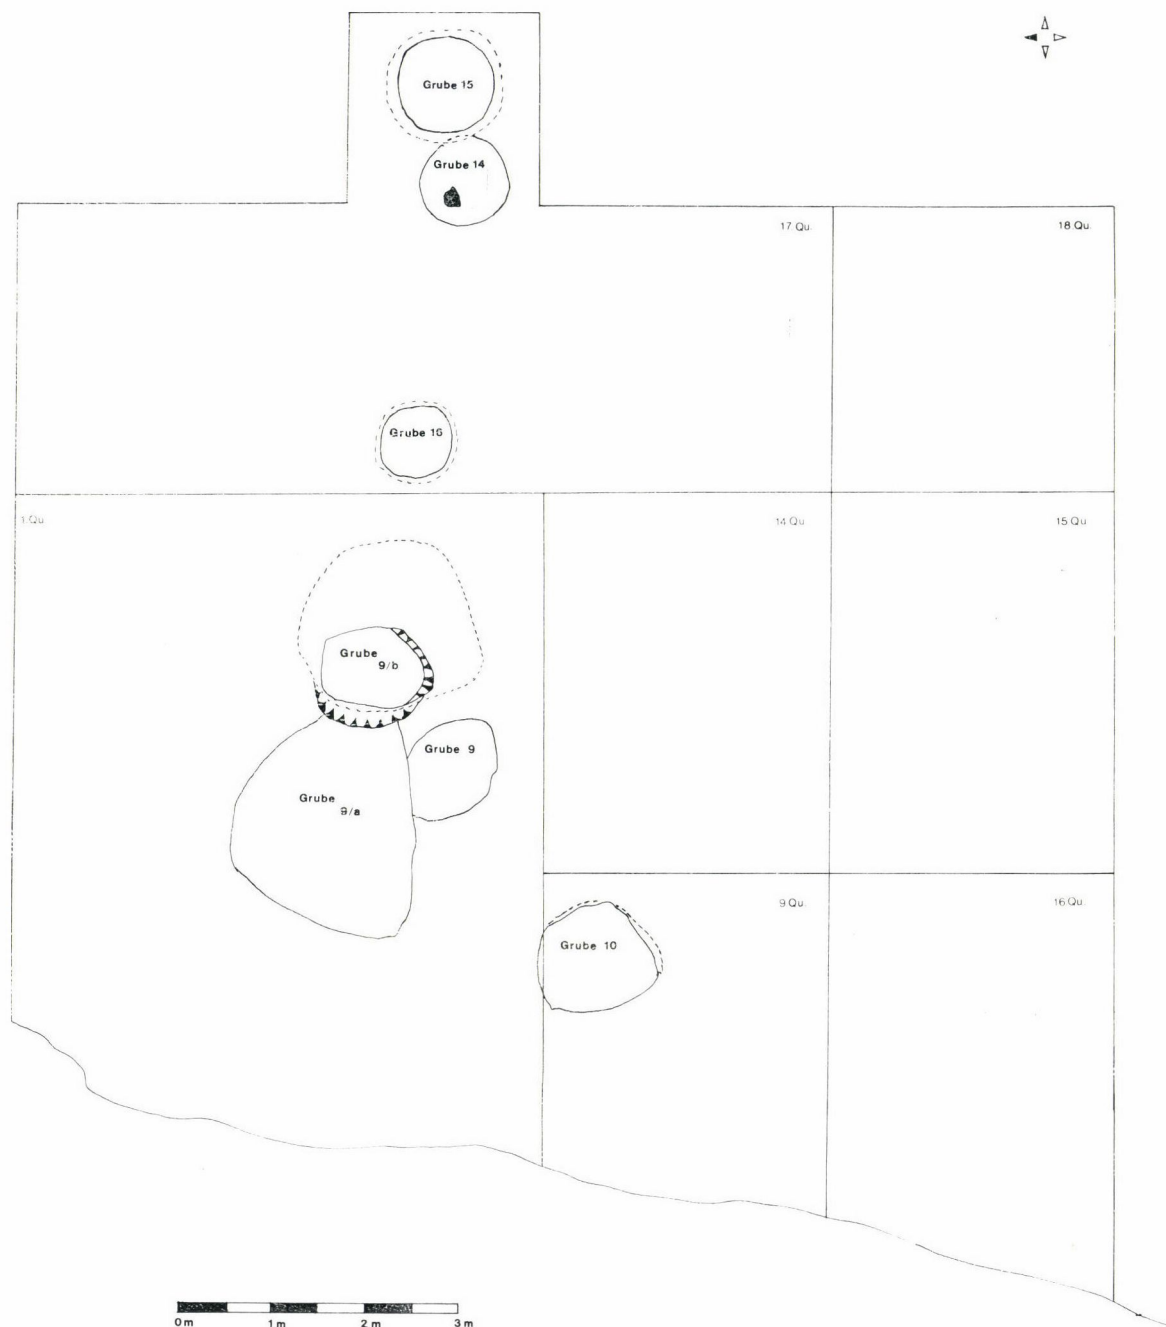 Grube 15
Grube 14
17 Qu.
18 Qu.
Grube 16
1 Qu.
14 Qu.
15 Qu.
Grube
9/b
Grube 9
Grube
9/a
9 Qu.
16 Qu.
Grube 10
0 m 1 m 2 m 3 m